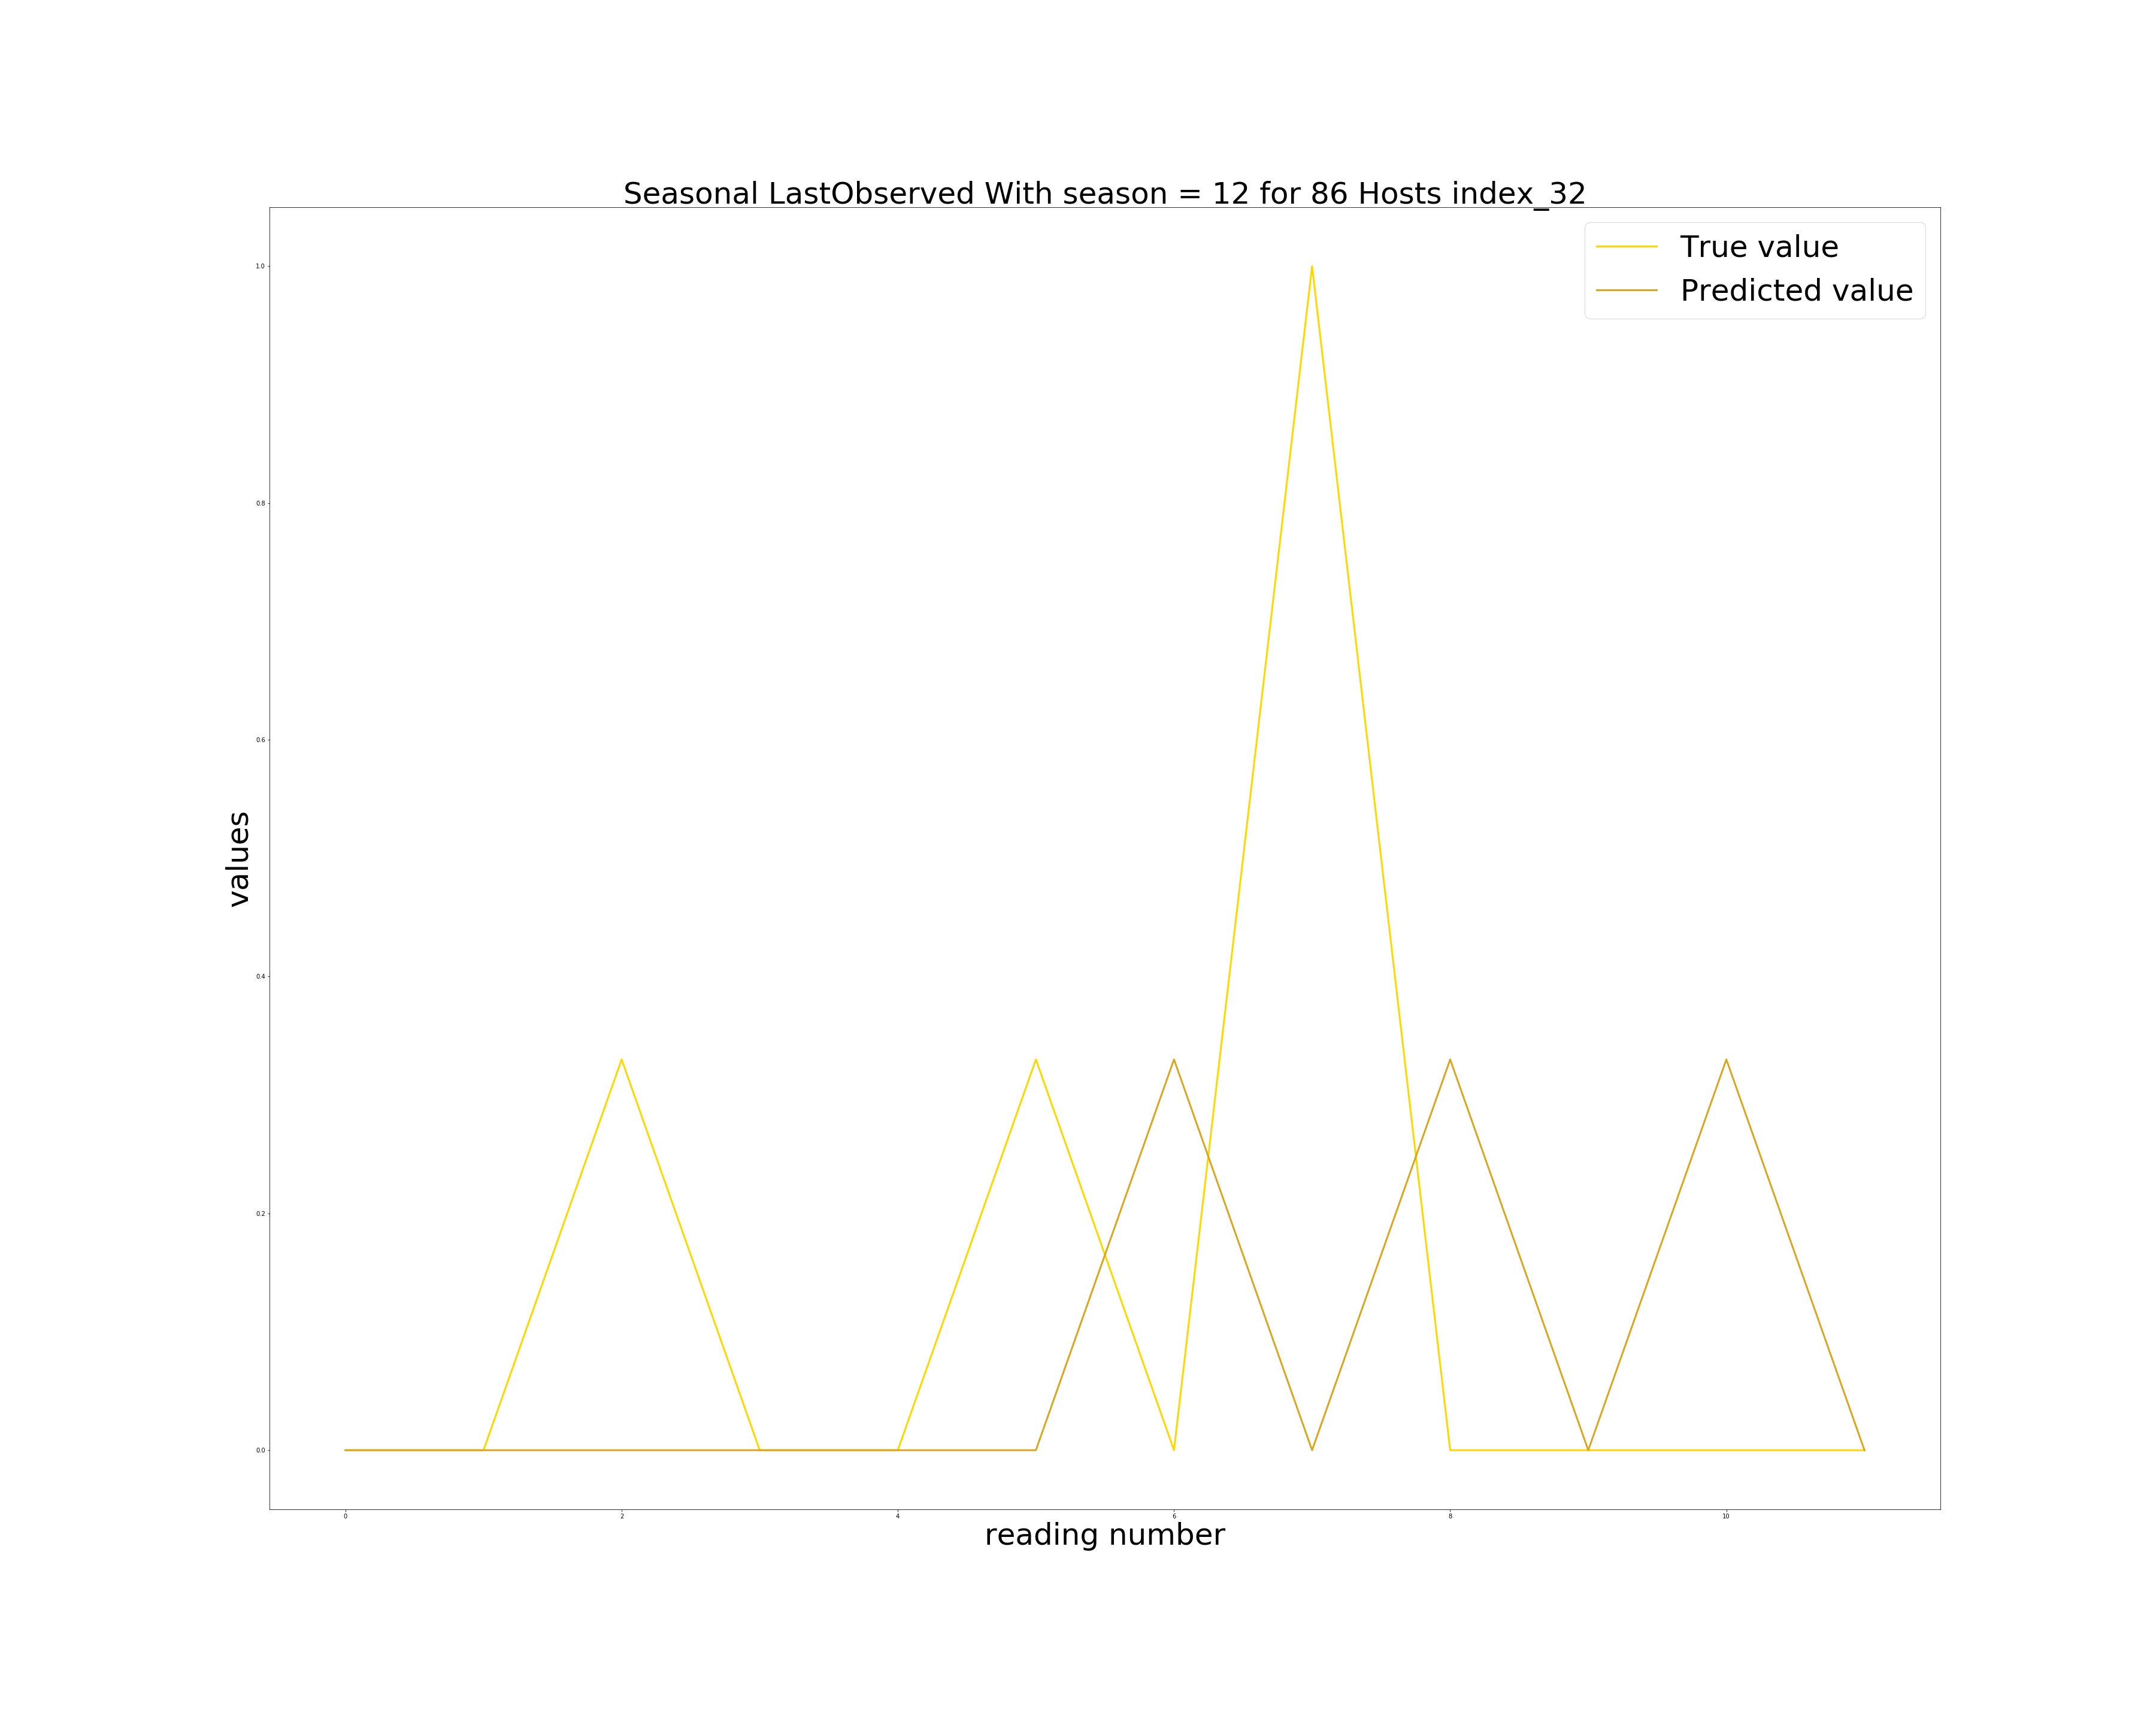 Seasonal LastObserved With season = 12 for 86 Hosts index_32
True value
Predicted value
1.0
0.8
0.6
0.4
0.2
0.0
values
0 2 4 6 8 10
reading number